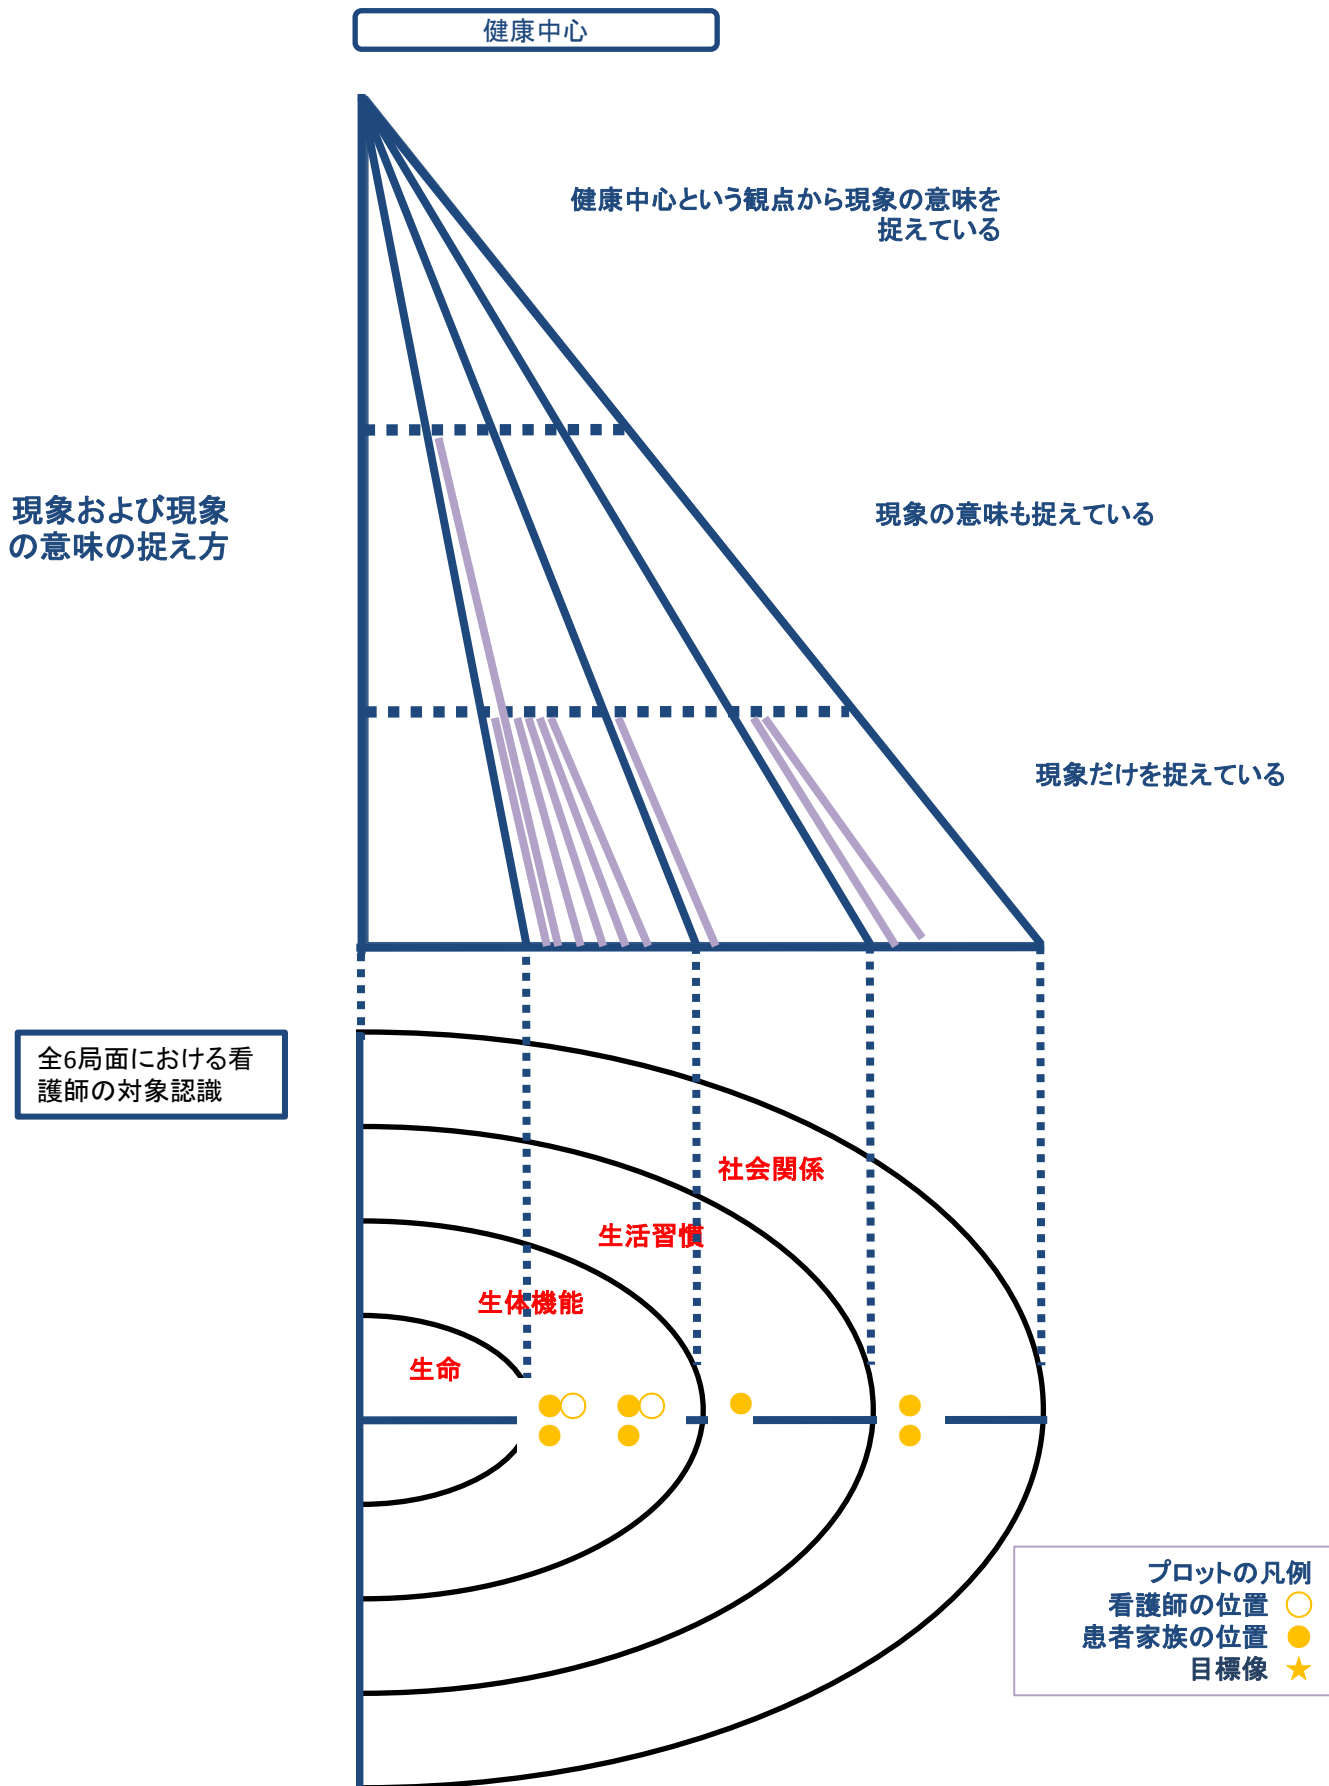 健康中心
健康中心という観点から現象の意味を
捉えている
現象および現象
の意味の捉え方
現象の意味も捉えている
現象だけを捉えている
全6局面における看
護師の対象認識
社会関係
生活習慣
生体機能
生命
プロットの凡例
看護師の位置
患者家族の位置
目標像